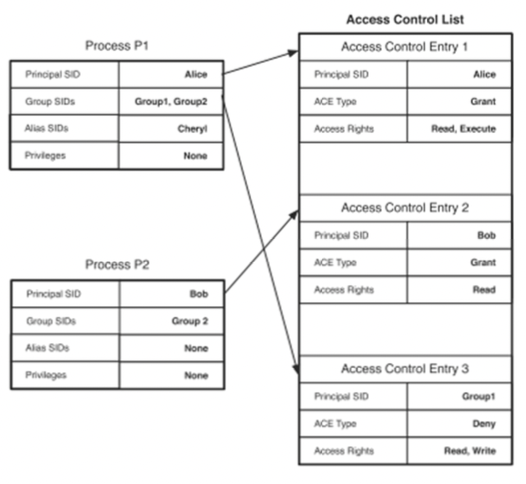 Access Control List
Process P1
Principal SID Alice
Group SIDs Group1, Group2
Alias SIDs Cheryl
Privileges None
Process P2
Principal SID Bob
Group SIDs Group 2
Alias SIDs None
Privileges None
Access Control Entry 1
Principal SID Alice
ACE Type Grant
Access Rights Read, Execute
Access Control Entry 2
Principal SID Bob
ACE Type Grant
Access Rights Read
Access Control Entry 3
Principal SID Group1
ACE Type Deny
Access Rights Read, Write